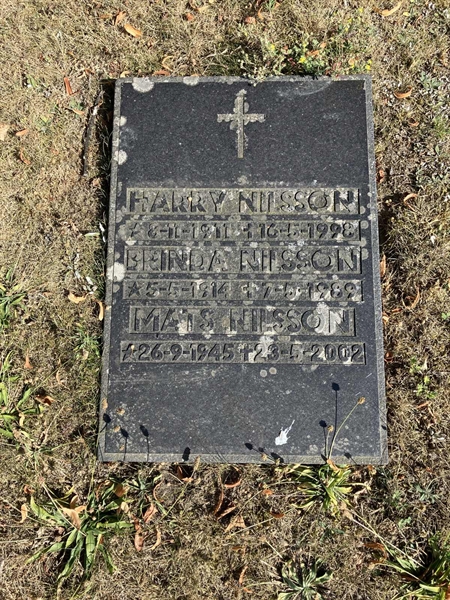 HARRY NILSSON
★6-11-1911 ✝16-5-1998
BRINDA NILSSON
★5-5-1914 ✝7-5-1989
MATS NILSSON
★26-9-1945 ✝23-5-2002